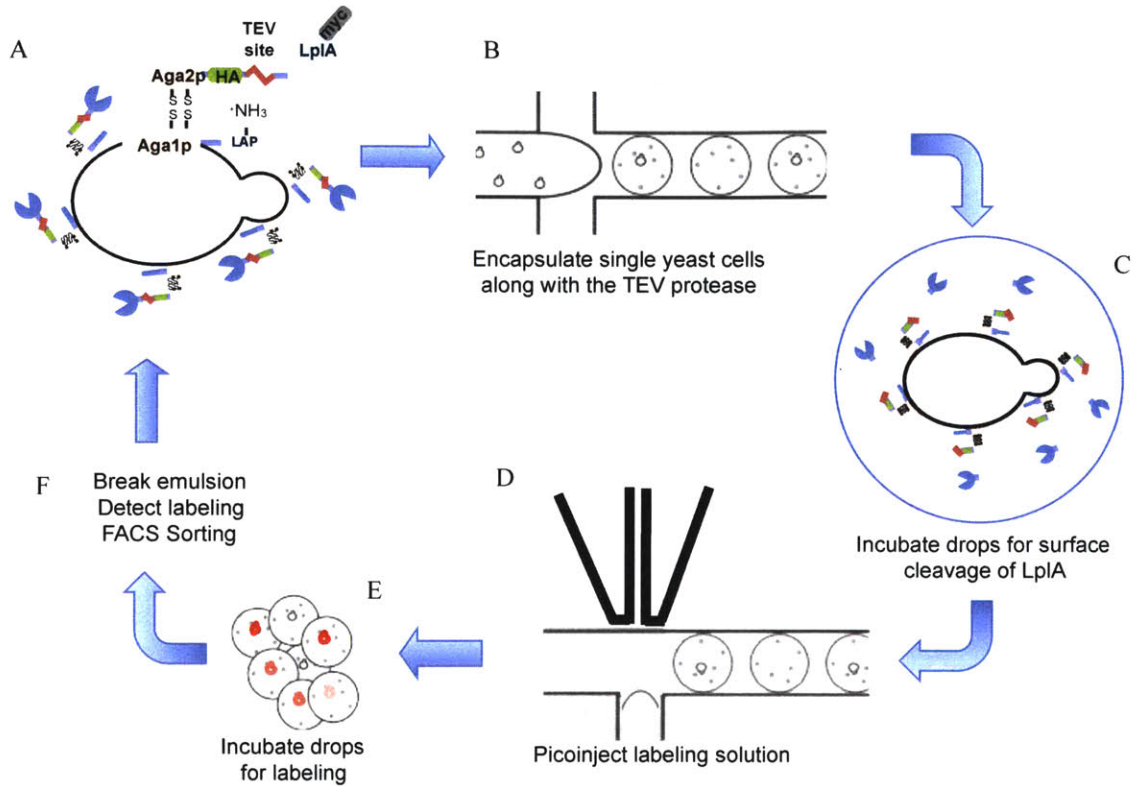 A
TEV
site
myc
LplA
Aga2p
HA
S S
S S
·NH₃
Aga1p
LAP
B
Encapsulate single yeast cells
along with the TEV protease
C
Incubate drops for surface
cleavage of LplA
D
Picoinject labeling solution
E
Incubate drops
for labeling
F
Break emulsion
Detect labeling
FACS Sorting